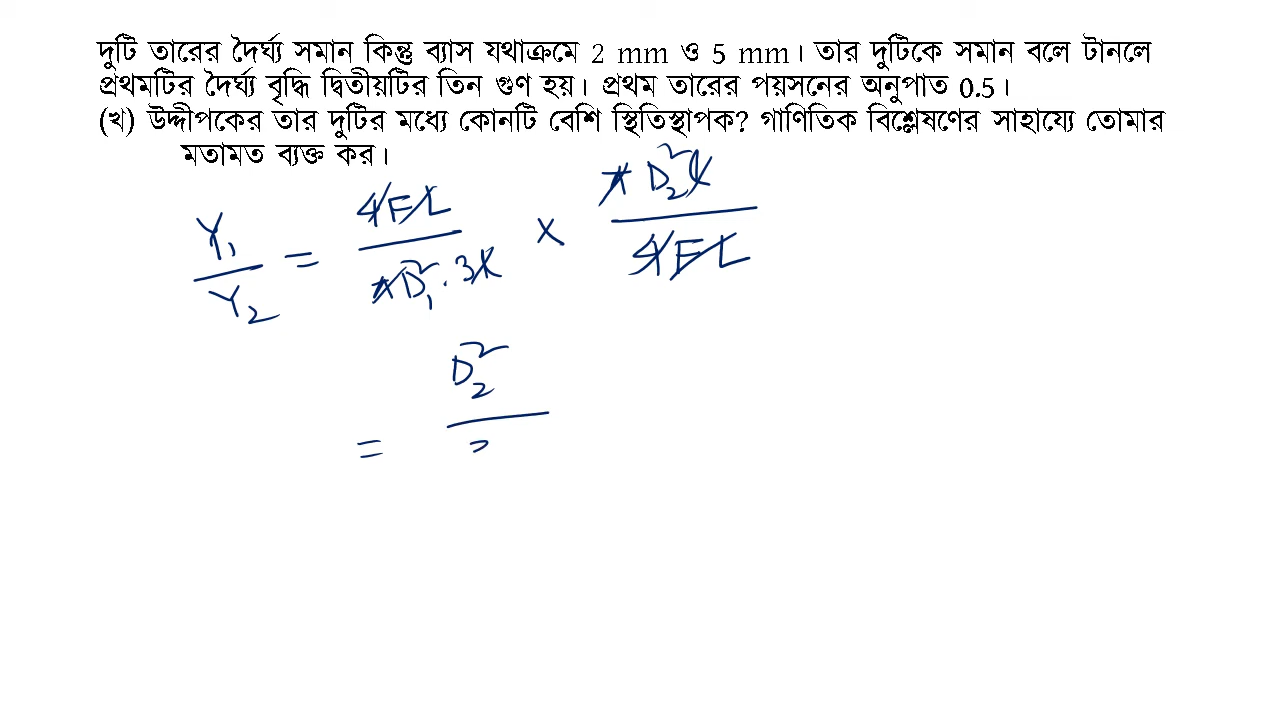 দুটি তারের দৈর্ঘ্য সমান কিন্তু ব্যাস যথাক্রমে 2 mm ও 5 mm। তার দুটিকে সমান বলে টানলে
প্রথমটির দৈর্ঘ্য বৃদ্ধি দ্বিতীয়টির তিন গুণ হয়। প্রথম তারের পয়সনের অনুপাত 0.5।
(খ) উদ্দীপকের তার দুটির মধ্যে কোনটি বেশি স্থিতিস্থাপক? গাণিতিক বিশ্লেষণের সাহায্যে তোমার
মতামত ব্যক্ত কর।
Y₁/Y₂ = 4FL/πD₁².3l × πD₂²l/4FL
= D₂²/